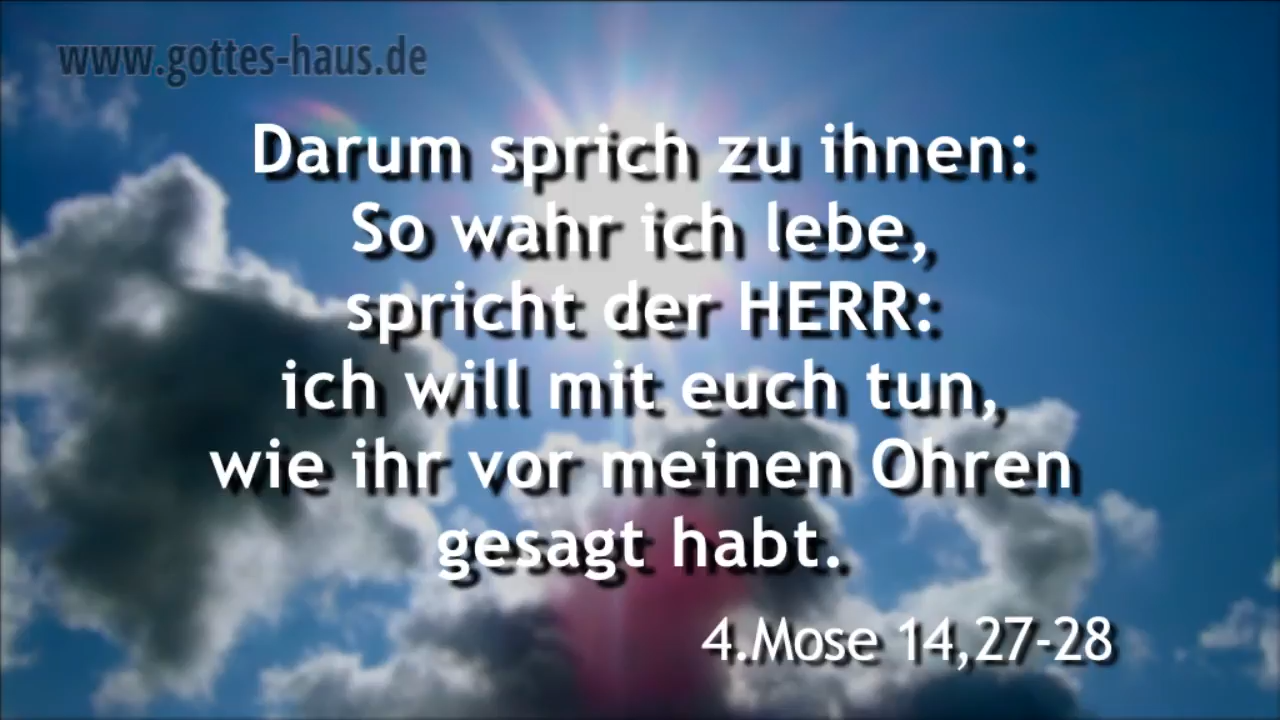 www.gottes-haus.de
Darum sprich zu ihnen:
So wahr ich lebe,
spricht der HERR:
ich will mit euch tun,
wie ihr vor meinen Ohren
gesagt habt.
4.Mose 14,27-28